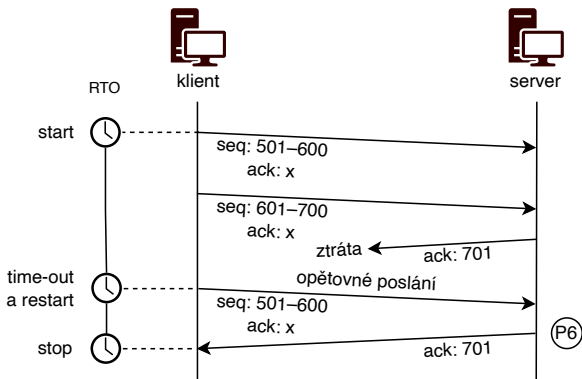 klient
server
RTO
start
seq: 501–600
ack: x
seq: 601–700
ack: x
ztráta
ack: 701
time-out
a restart
opětovné poslání
seq: 501–600
ack: x
P6
stop
ack: 701